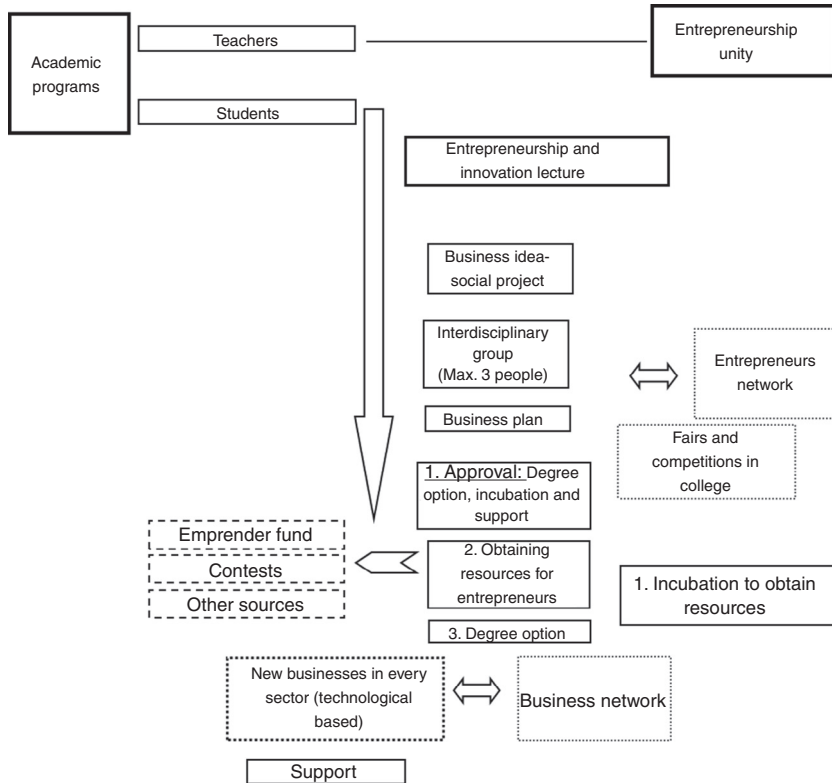 Academic
programs
Teachers
Students
Entrepreneurship
unity
Entrepreneurship and
innovation lecture
Business idea-
social project
Interdisciplinary
group
(Max. 3 people)
Entrepreneurs
network
Business plan
Fairs and
competitions in
college
1. Approval: Degree
option, incubation and
support
Emprender fund
Contests
Other sources
2. Obtaining
resources for
entrepreneurs
1. Incubation to obtain
resources
3. Degree option
New businesses in every
sector (technological
based)
Business network
Support